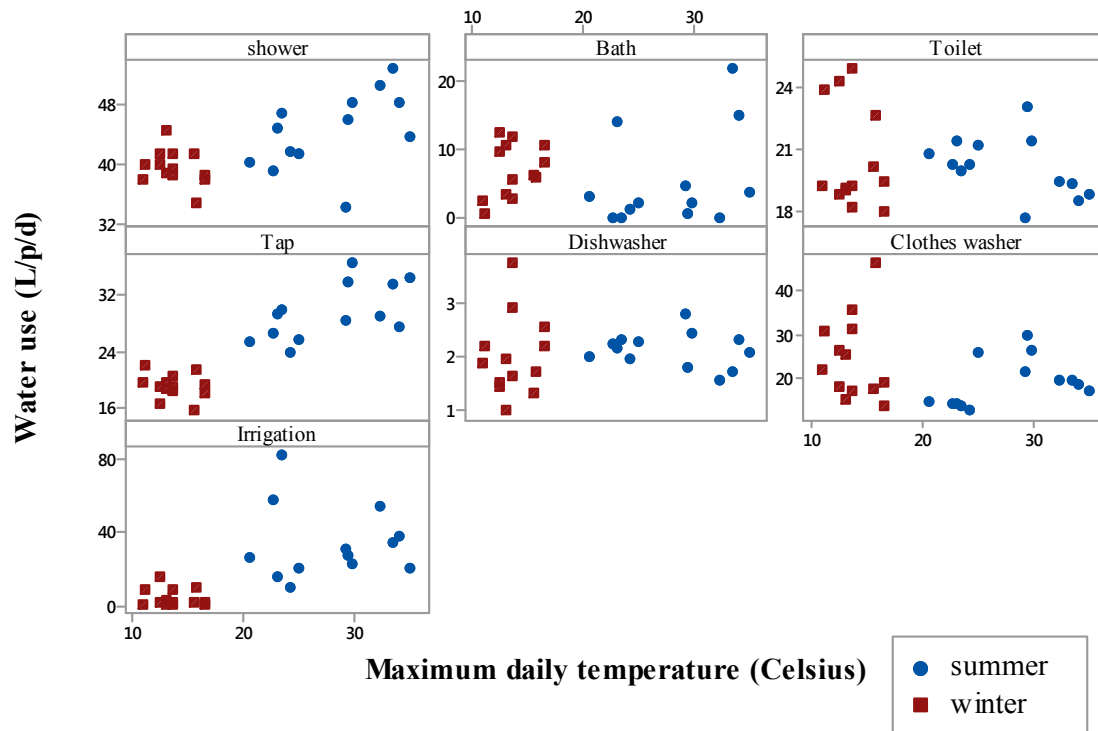 10 20 30
shower Bath Toilet
48
40
32
20
10
0
24
21
18
Water use (L/p/d)
Tap Dishwasher Clothes washer
32
24
16
3
2
1
40
30
20
10 20 30
Irrigation
80
40
0
10 20 30
Maximum daily temperature (Celsius)
summer
winter